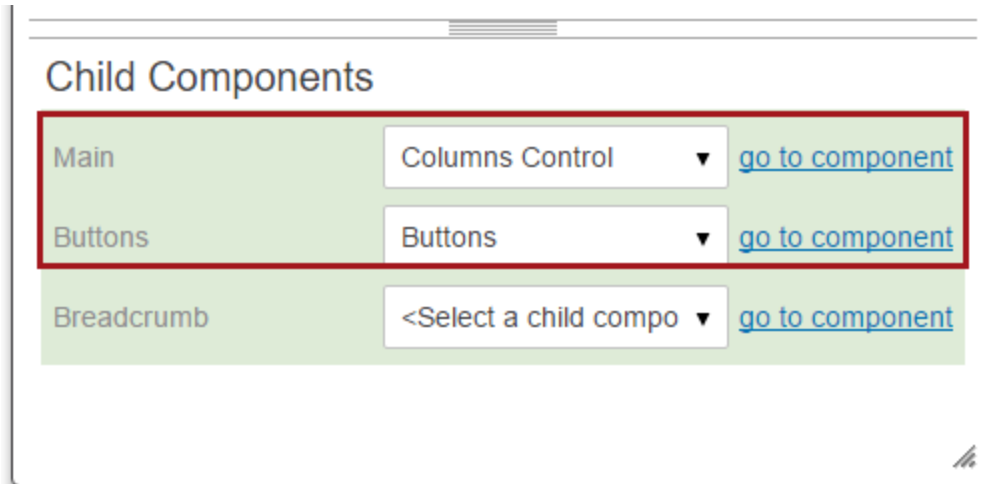 Child Components
Main Columns Control go to component
Buttons Buttons go to component
Breadcrumb <Select a child compo go to component